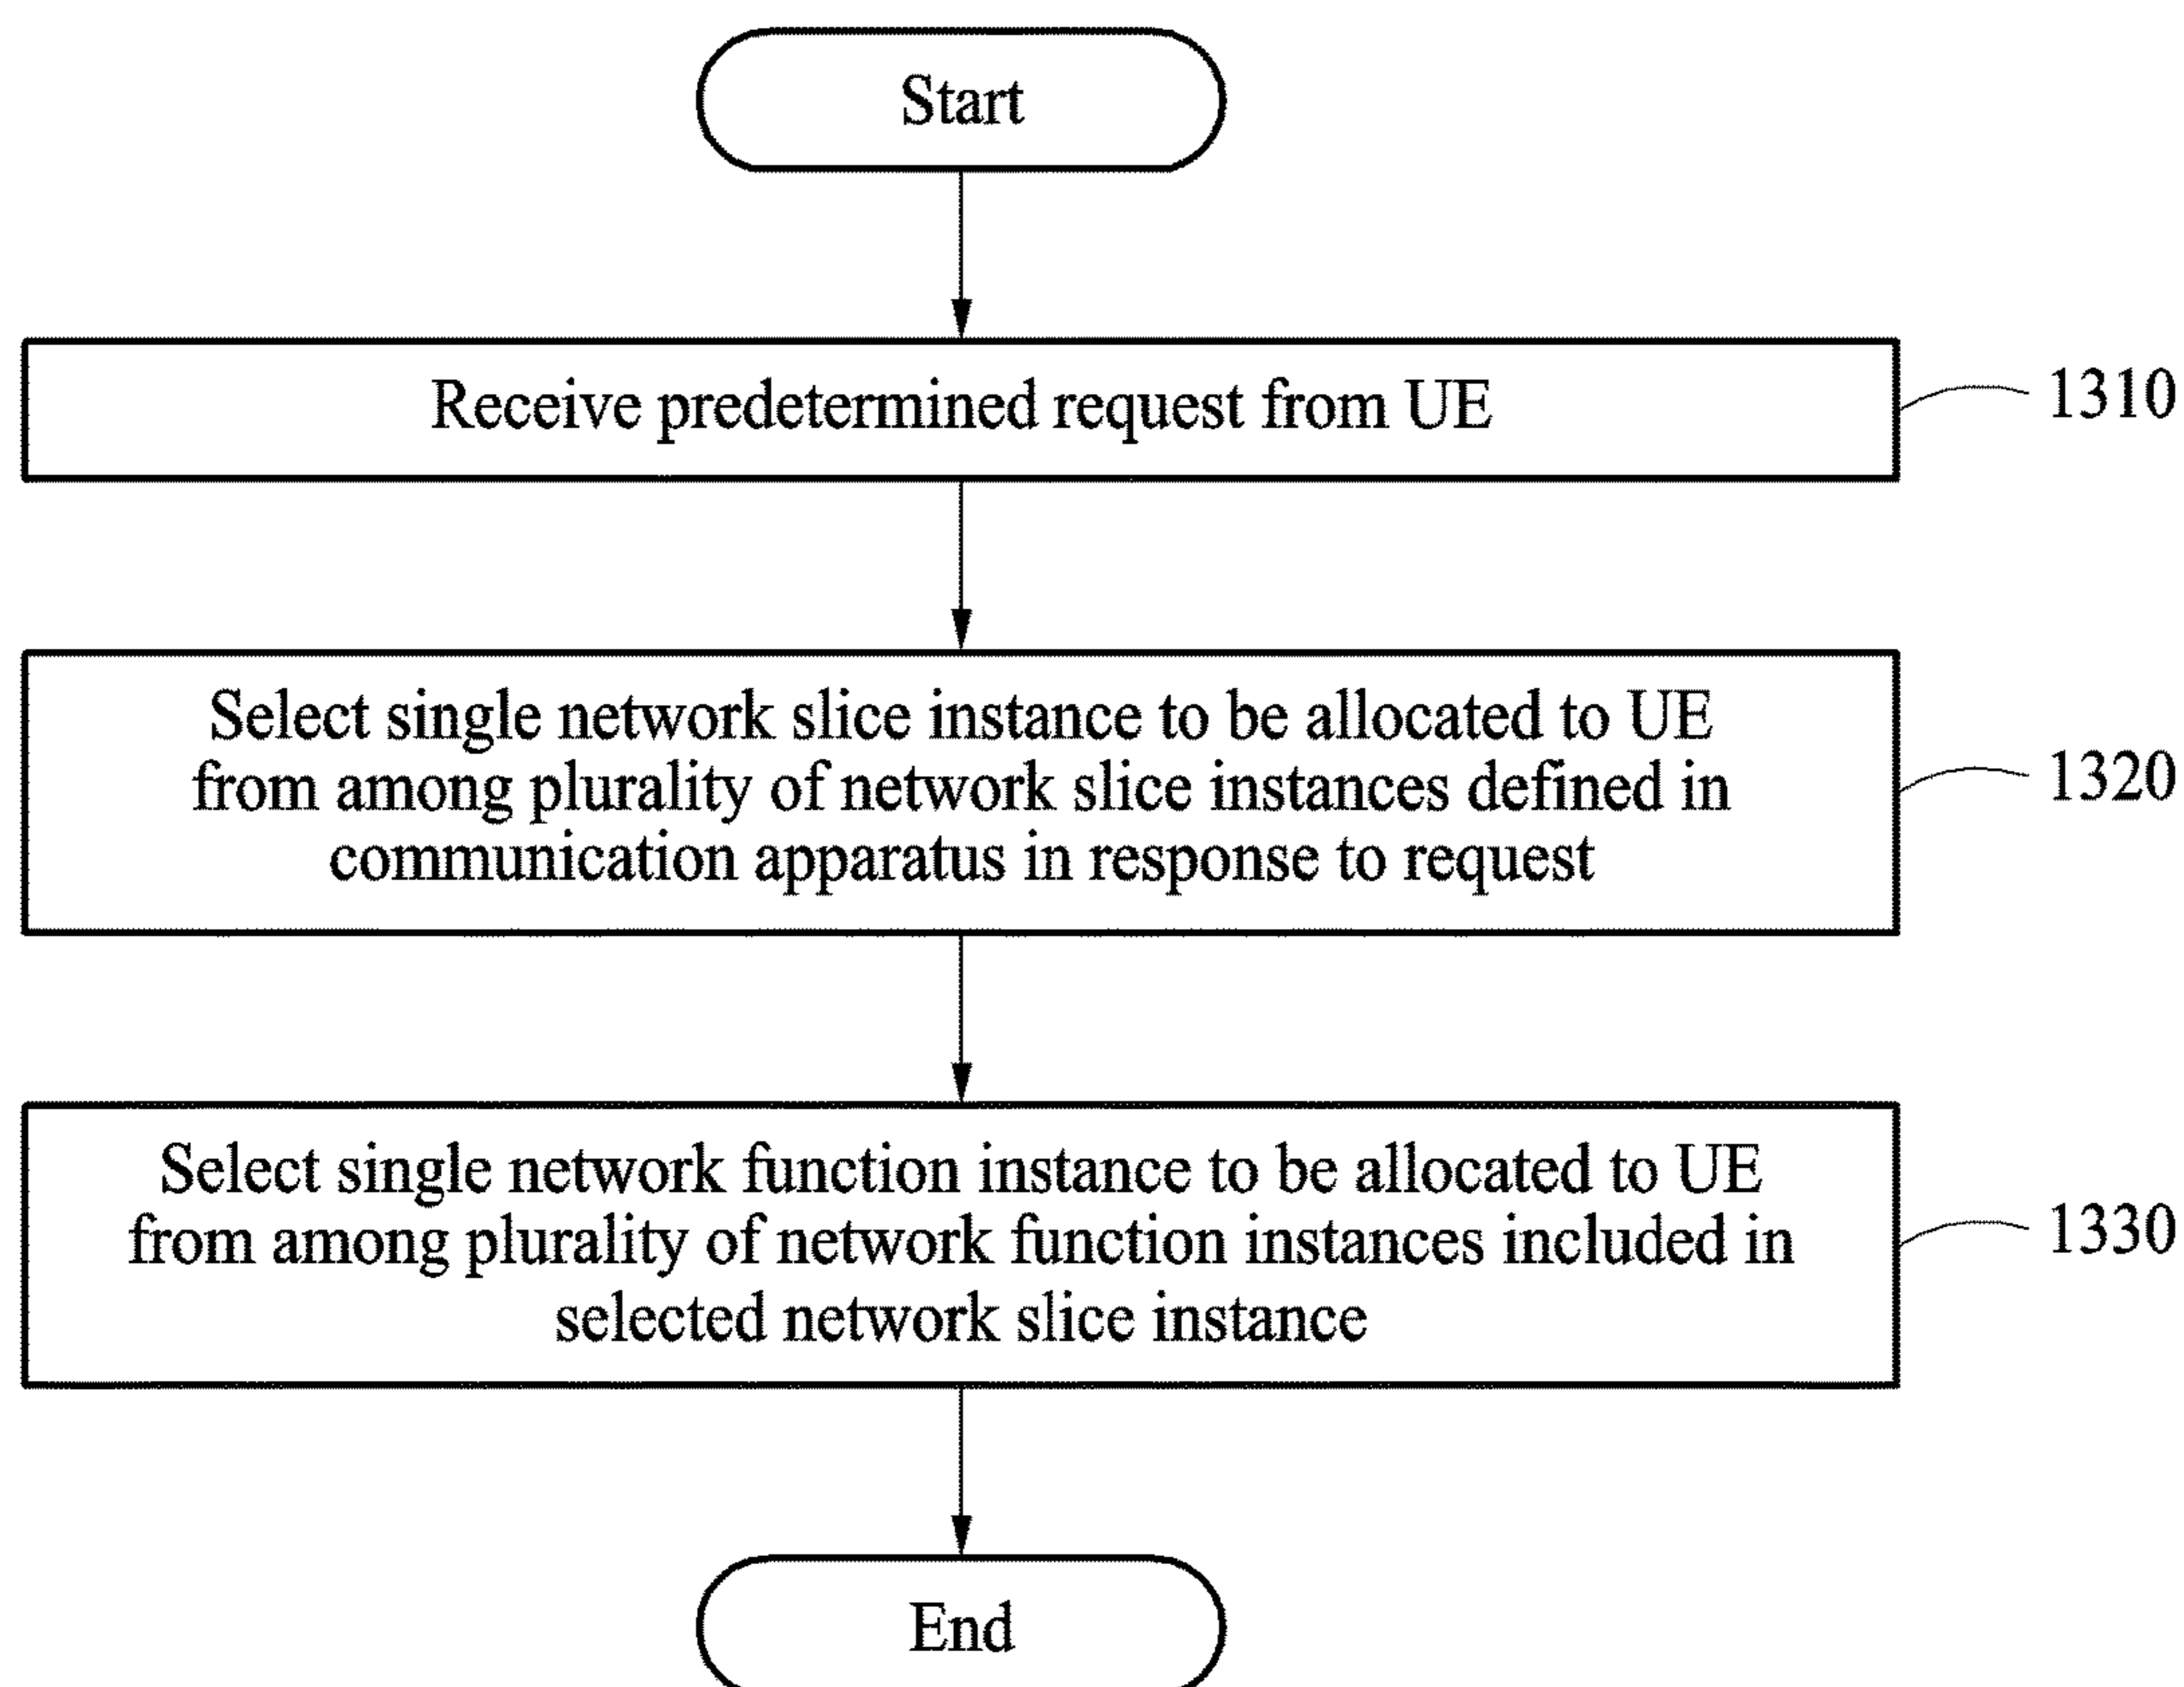 Start
Receive predetermined request from UE
1310
Select single network slice instance to be allocated to UE
from among plurality of network slice instances defined in
communication apparatus in response to request
1320
Select single network function instance to be allocated to UE
from among plurality of network function instances included in
selected network slice instance
1330
End